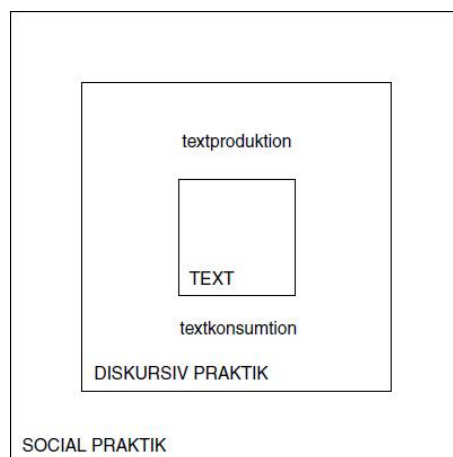 textproduktion
TEXT
textkonsumtion
DISKURSIV PRAKTIK
SOCIAL PRAKTIK